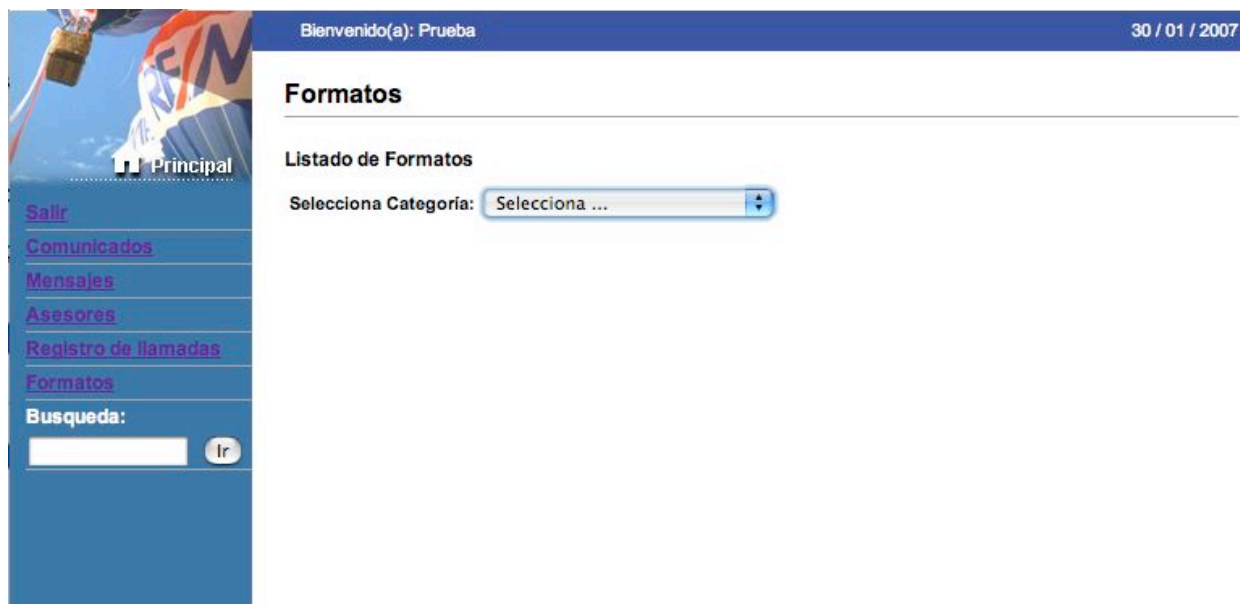 Bienvenido(a): Prueba
30 / 01 / 2007
RE/M
Principal
Formatos
Listado de Formatos
Selecciona Categoría: Selecciona ...
Salir
Comunicados
Mensajes
Asesores
Registro de llamadas
Formatos
Busqueda:
Ir